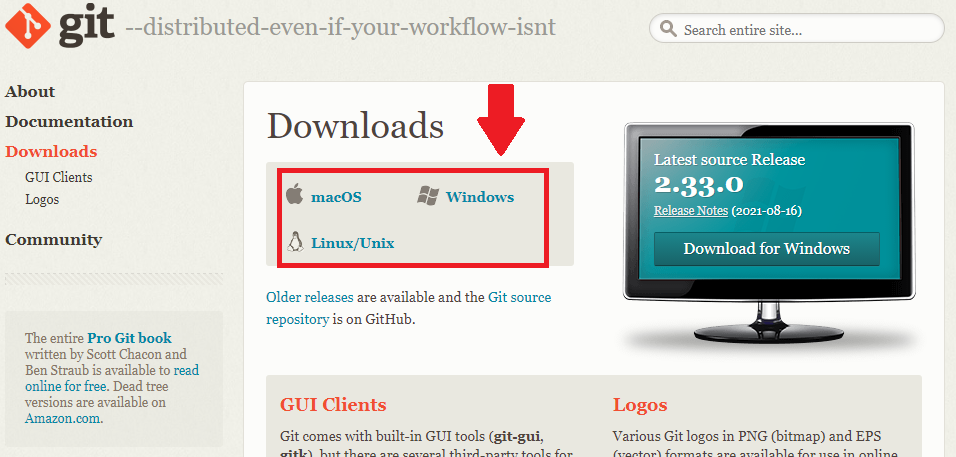 git --distributed-even-if-your-workflow-isnt
Search entire site...
About
Documentation
Downloads
GUI Clients
Logos
Community
The entire Pro Git book
written by Scott Chacon and
Ben Straub is available to read
online for free. Dead tree
versions are available on
Amazon.com.
Downloads
macOS
Windows
Linux/Unix
Older releases are available and the Git source
repository is on GitHub.
Latest source Release
2.33.0
Release Notes (2021-08-16)
Download for Windows
GUI Clients
Git comes with built-in GUI tools (git-gui,
gitk), but there are several third-party tools for
Logos
Various Git logos in PNG (bitmap) and EPS
(vector) formats are available for use in online